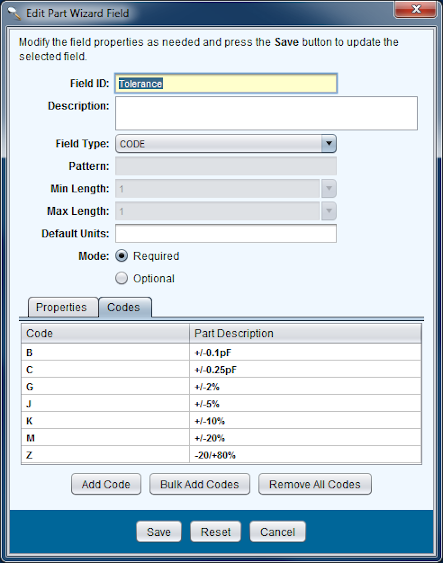 Edit Part Wizard Field
Modify the field properties as needed and press the Save button to update the
selected field.
Field ID: Tolerance
Description:
Field Type: CODE
Pattern:
Min Length: 1
Max Length: 1
Default Units:
Mode: Required
Optional
Properties Codes
Code Part Description
B +/-0.1pF
C +/-0.25pF
G +/-2%
J +/-5%
K +/-10%
M +/-20%
Z -20/+80%
Add Code Bulk Add Codes Remove All Codes
Save Reset Cancel